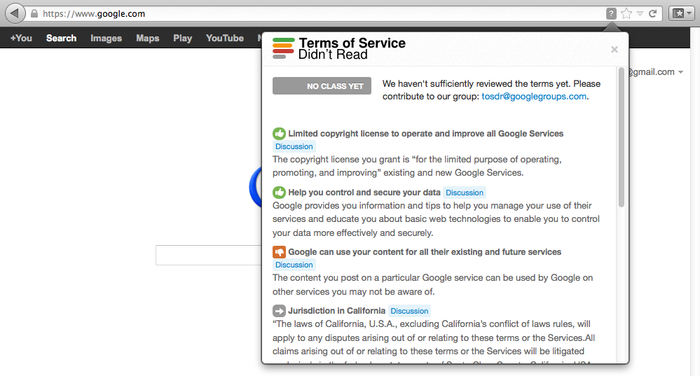 https://www.google.com
+You Search Images Maps Play YouTube
@gmail.com
Terms of Service
Didn't Read
NO CLASS YET
We haven't sufficiently reviewed the terms yet. Please
contribute to our group: tosdr@googlegroups.com.
Limited copyright license to operate and improve all Google Services
Discussion
The copyright license you grant is "for the limited purpose of operating,
promoting, and improving" existing and new Google Services.
Help you control and secure your data Discussion
Google provides you information and tips to help you manage your use of their
services and educate you about basic web technologies to enable you to control
your data more effectively and securely.
Google can use your content for all their existing and future services
Discussion
The content you post on a particular Google service can be used by Google on
other services you may not be aware of.
Jurisdiction in California Discussion
"The laws of California, U.S.A., excluding California's conflict of laws rules, will
apply to any disputes arising out of or relating to these terms or the Services.All
claims arising out of or relating to these terms or the Services will be litigated